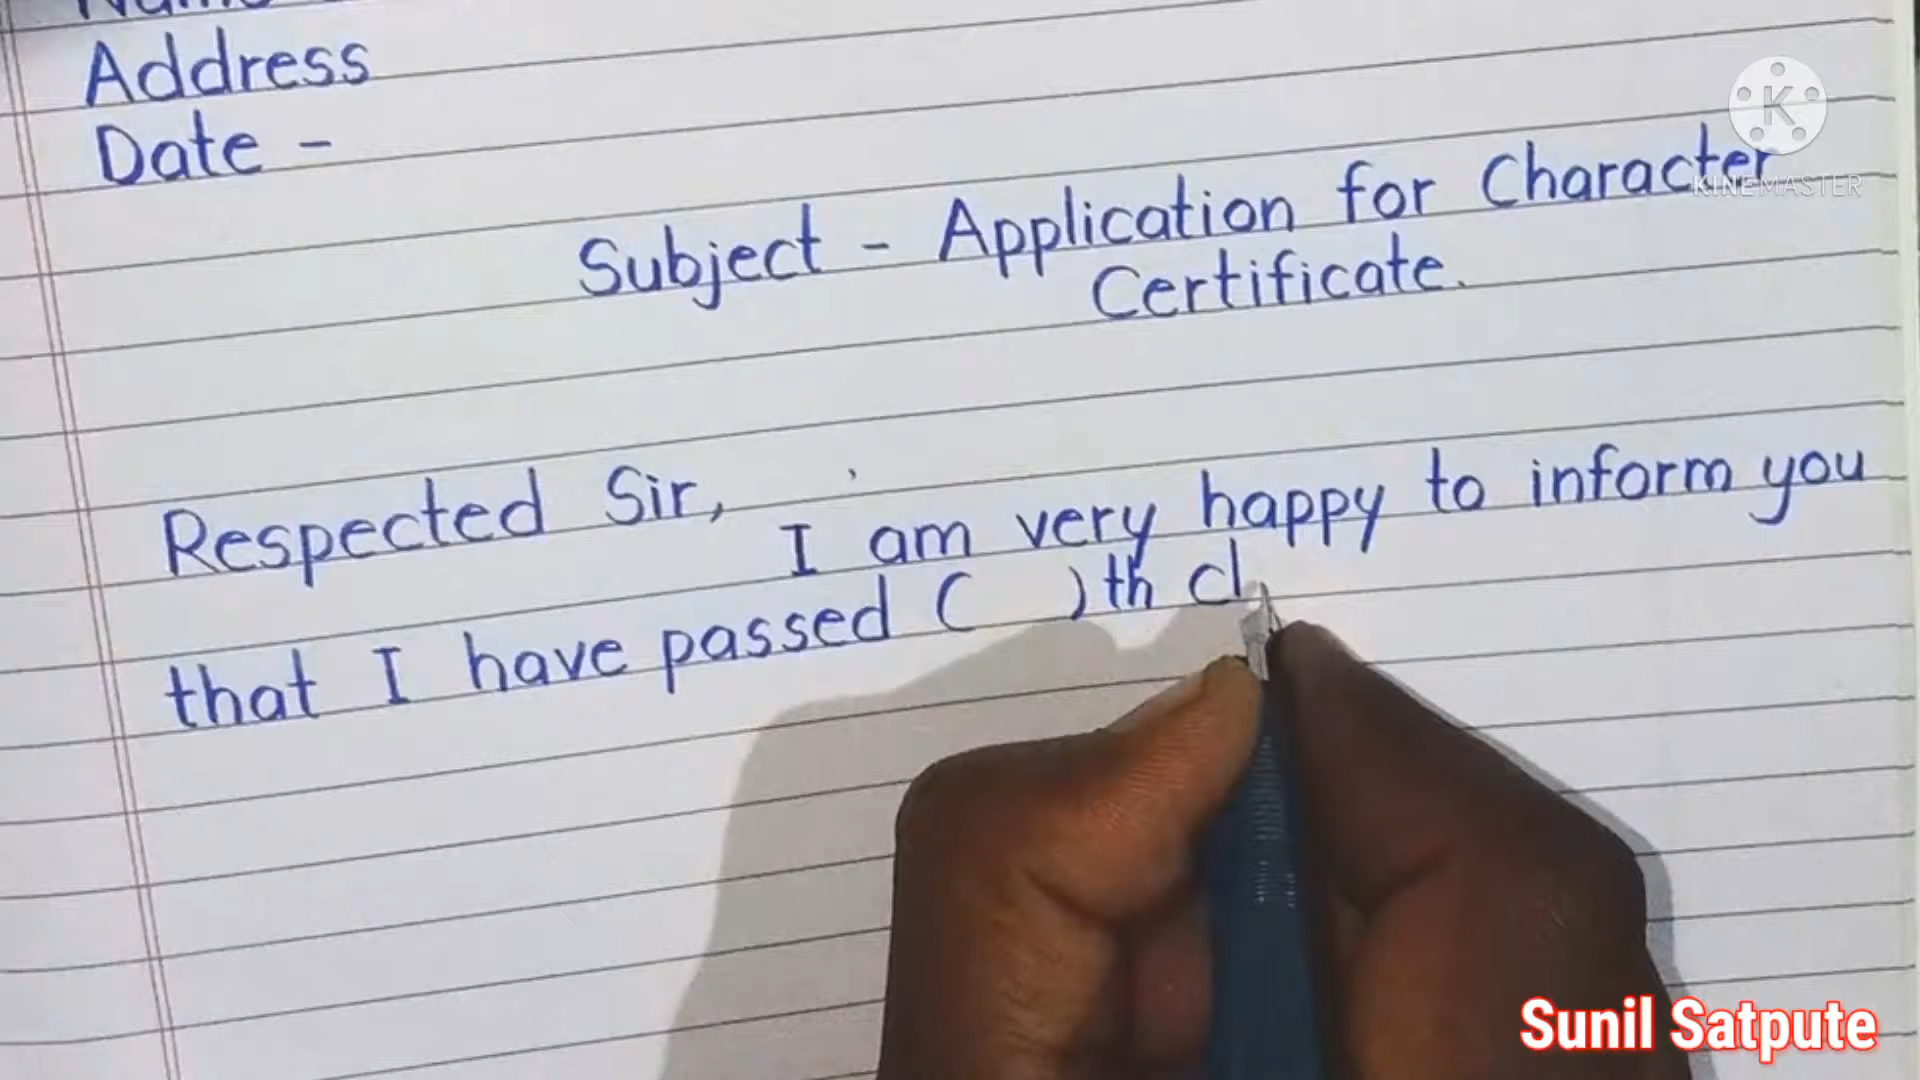 Name
Address
Date -
Subject - Application for Character
Certificate.
Respected Sir,
I am very happy to inform you
that I have passed ( )th cl
K
KINEMASTER
Sunil Satpute